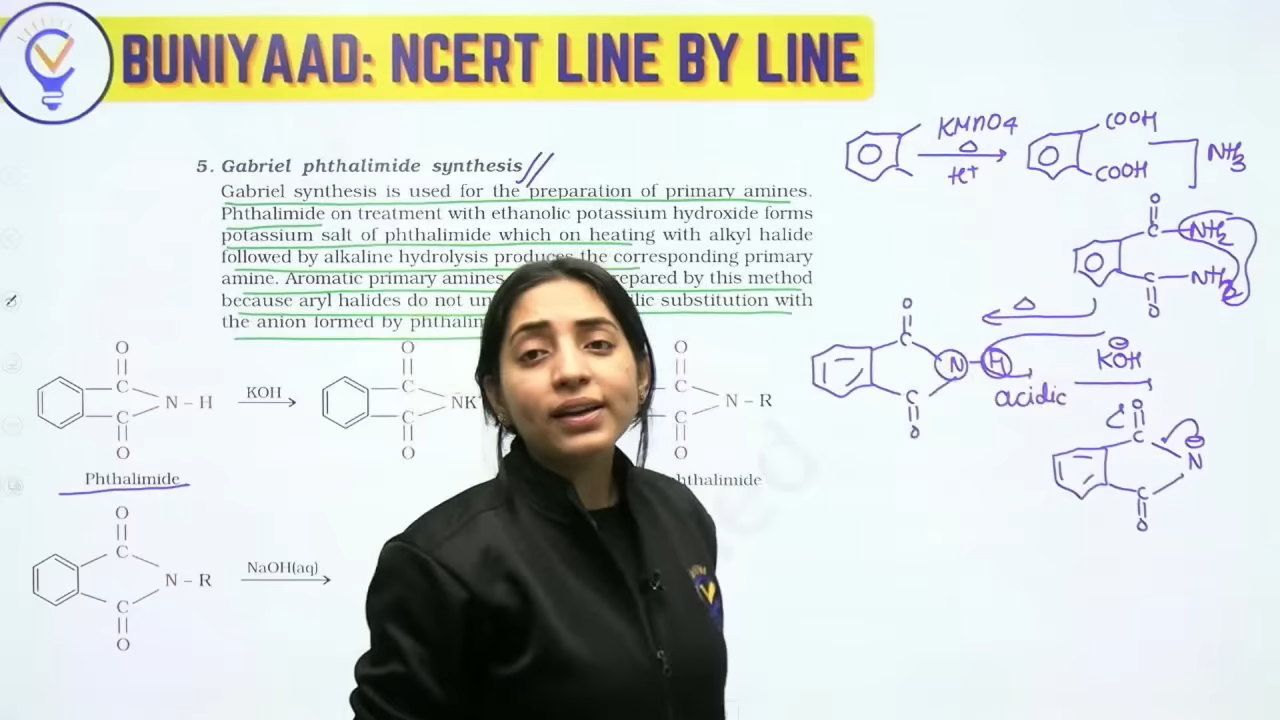 BUNIYAAD: NCERT LINE BY LINE
5. Gabriel phthalimide synthesis
Gabriel synthesis is used for the preparation of primary amines.
Phthalimide on treatment with ethanolic potassium hydroxide forms
potassium salt of phthalimide which on heating with alkyl halide
followed by alkaline hydrolysis produces the corresponding primary
amine. Aromatic primary amines
because aryl halides do not substitution with
the anion formed by
O O O
C C C
N – H KOH N – R
C C C
O O O
Phthalimide
O
C
N – R NaOH(aq)
C
O
KMnO4
Δ
H+
COOH
COOH
NH3
O
C NH2
C NH2
O
Δ
O
C
N H
C
O
acidic
KOH
O
C
N
C
O